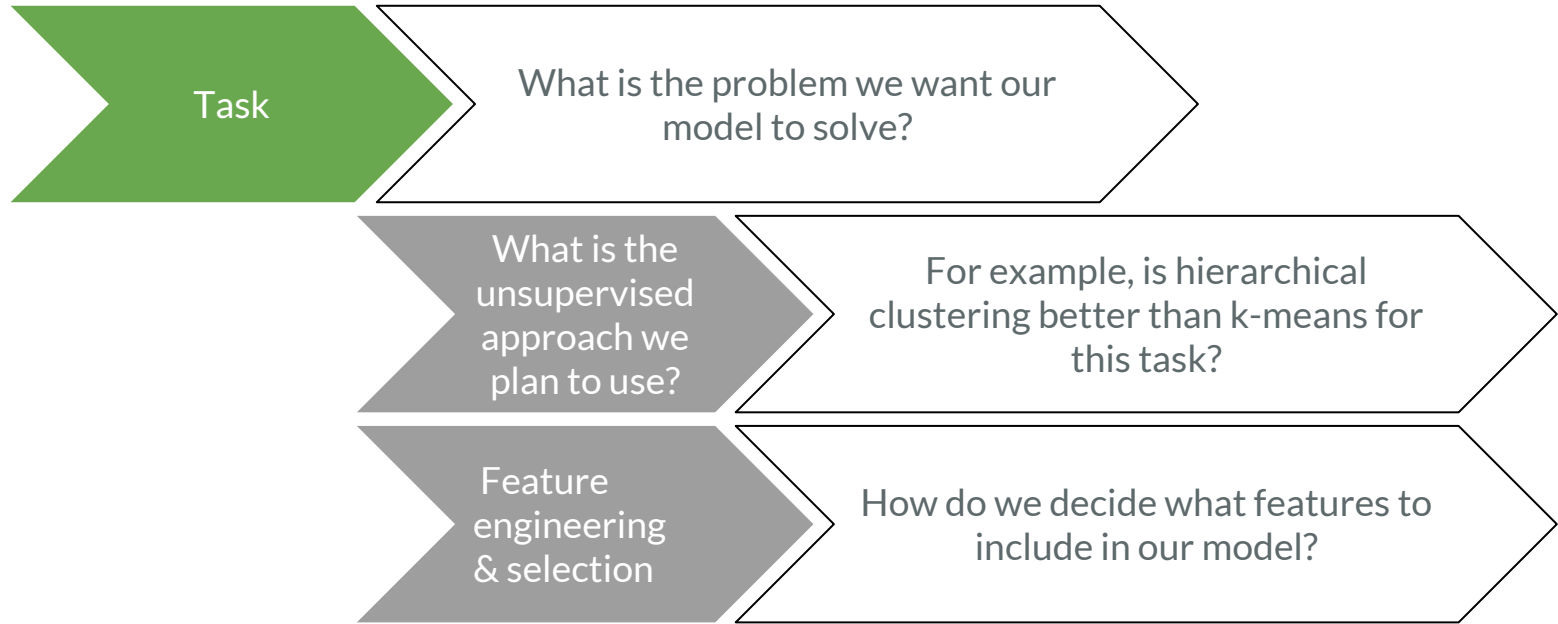 Task
What is the problem we want our
model to solve?
What is the
unsupervised
approach we
plan to use?
For example, is hierarchical
clustering better than k-means for
this task?
Feature
engineering
& selection
How do we decide what features to
include in our model?